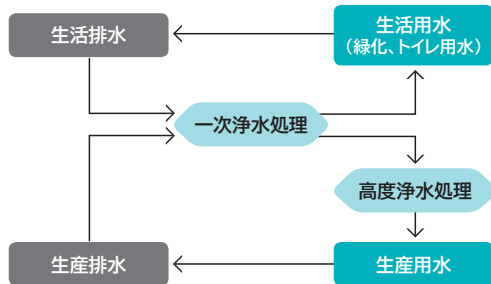 生活排水
生活用水
（緑化、トイレ用水）
一次浄水処理
高度浄水処理
生産排水
生産用水